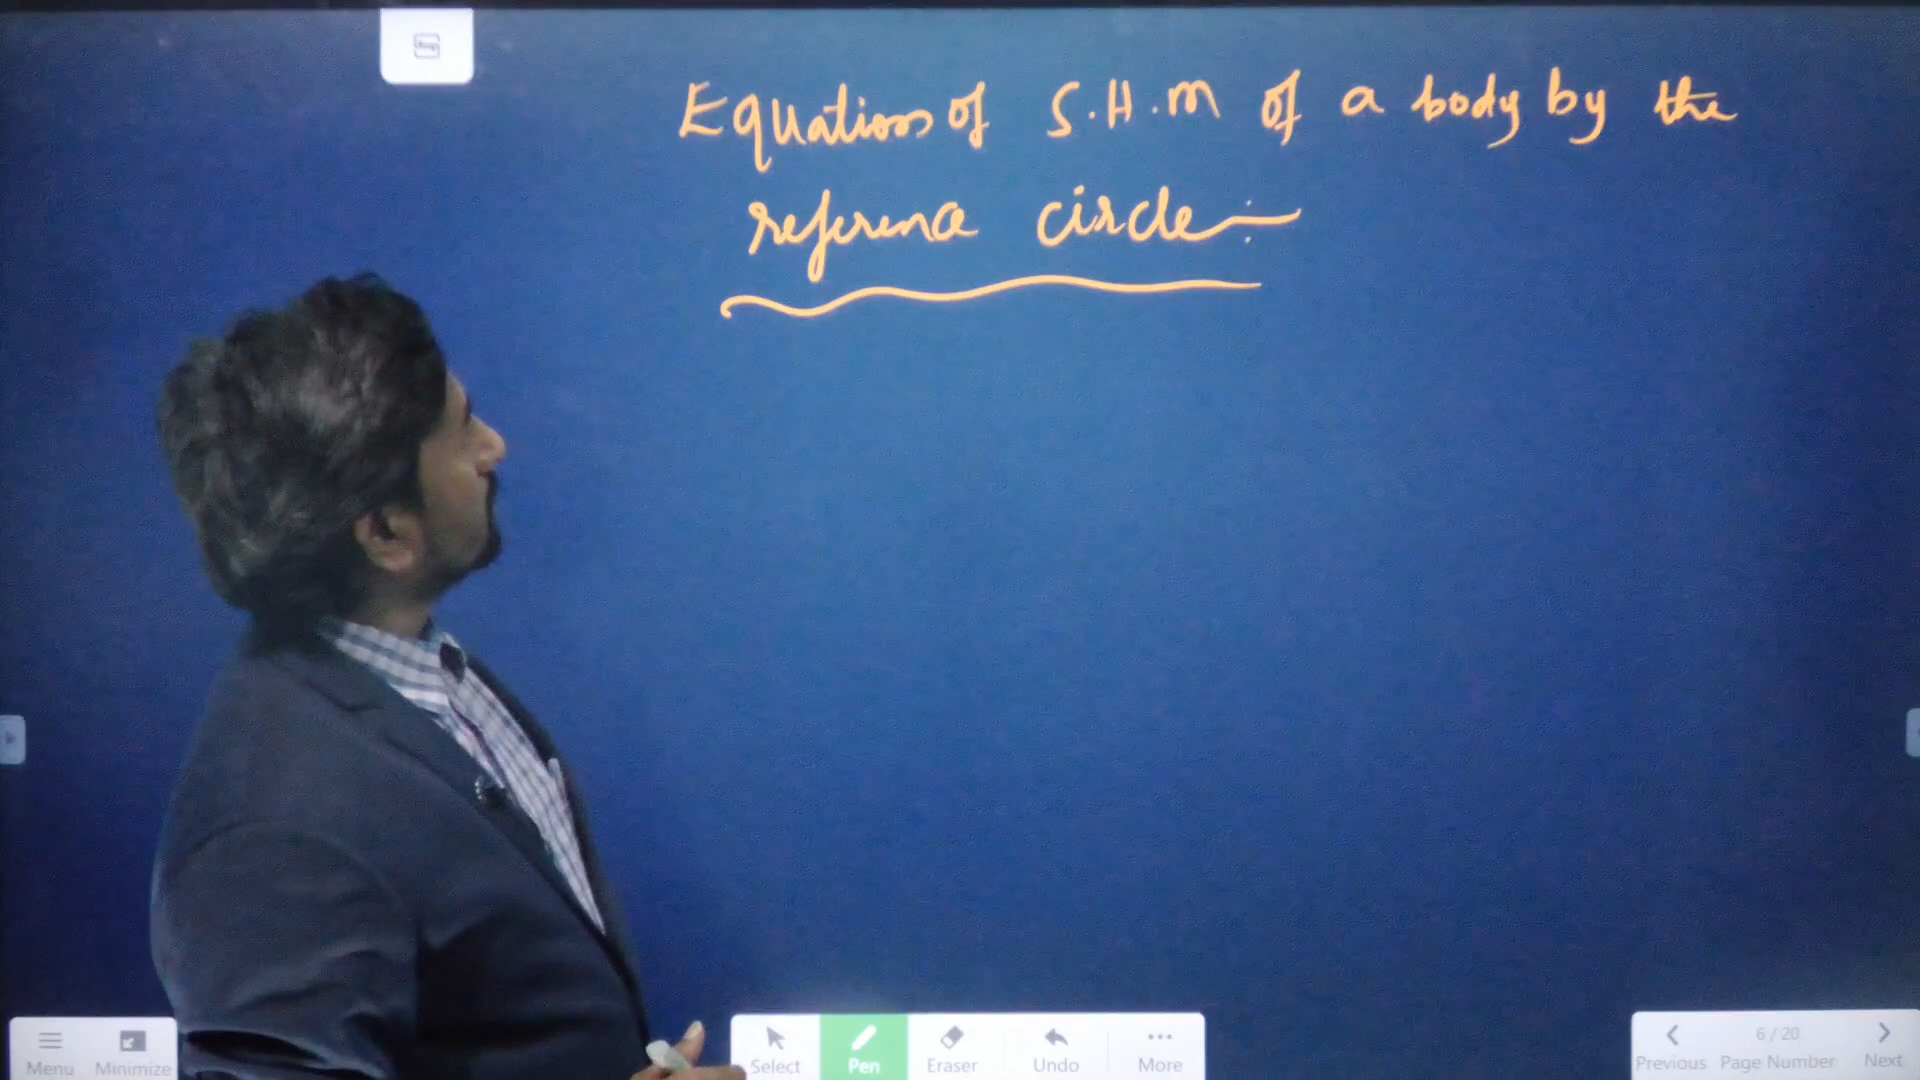 Equations of S.H.M of a body by the
reference circle:-
Menu
Minimize
Select
Pen
Eraser
Undo
More
6 / 20
Previous
Page Number
Next